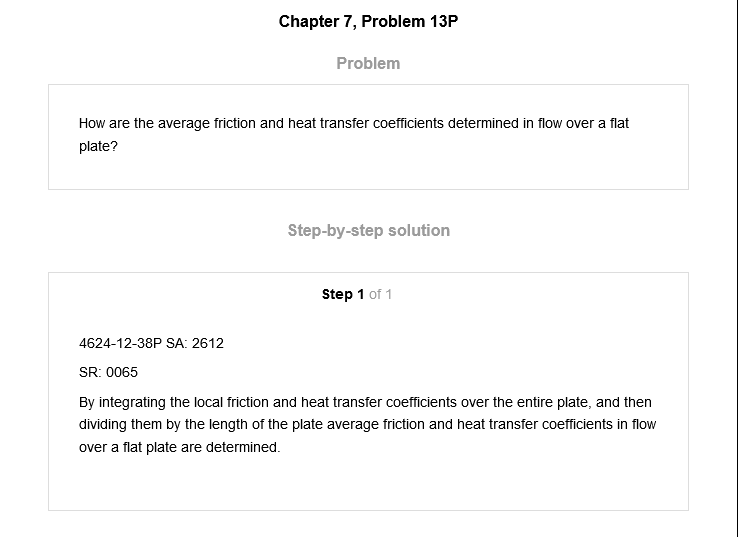 Chapter 7, Problem 13P
Problem
How are the average friction and heat transfer coefficients determined in flow over a flat
plate?
Step-by-step solution
Step 1 of 1
4624-12-38P SA: 2612
SR: 0065
By integrating the local friction and heat transfer coefficients over the entire plate, and then
dividing them by the length of the plate average friction and heat transfer coefficients in flow
over a flat plate are determined.